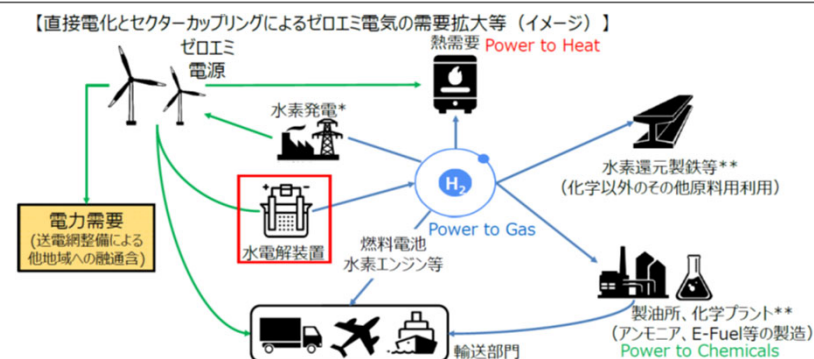 【直接電化とセクターカップリングによるゼロエミ電気の需要拡大等（イメージ）】
ゼロエミ
電源
熱需要 Power to Heat
水素発電*
水素還元製鉄等**
（化学以外のその他原料用利用）
H2
Power to Gas
電力需要
(送電網整備による
他地域への融通含)
水電解装置
燃料電池
水素エンジン等
製油所、化学プラント**
（アンモニア、E-Fuel等の製造）
Power to Chemicals
輸送部門